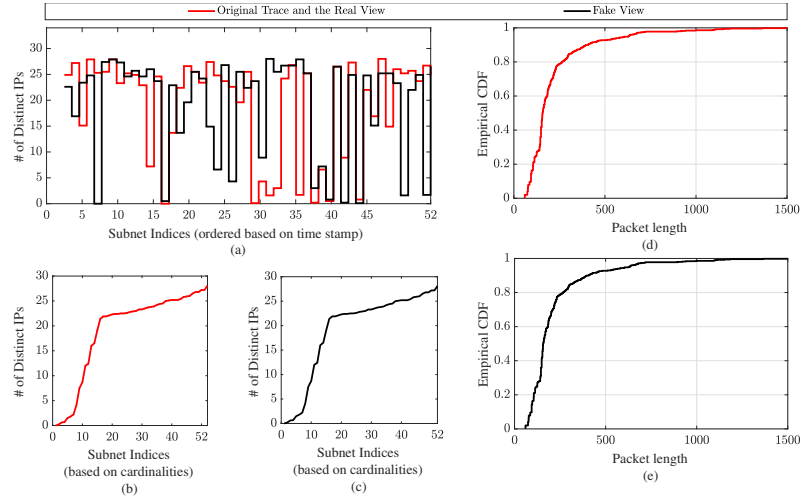 Original Trace and the Real View
Fake View
30
25
20
15
10
5
0
# of Distinct IPs
0 5 10 15 20 25 30 35 40 45 52
Subnet Indices (ordered based on time stamp)
(a)
1
0.8
0.6
0.4
0.2
0
Empirical CDF
0 500 1000 1500
Packet length
(d)
30
25
20
15
10
5
0
# of Distinct IPs
0 10 20 30 40 52
Subnet Indices
(based on cardinalities)
(b)
30
25
20
15
10
5
0
# of Distinct IPs
0 10 20 30 40 52
Subnet Indices
(based on cardinalities)
(c)
1
0.8
0.6
0.4
0.2
0
Empirical CDF
0 500 1000 1500
Packet length
(e)